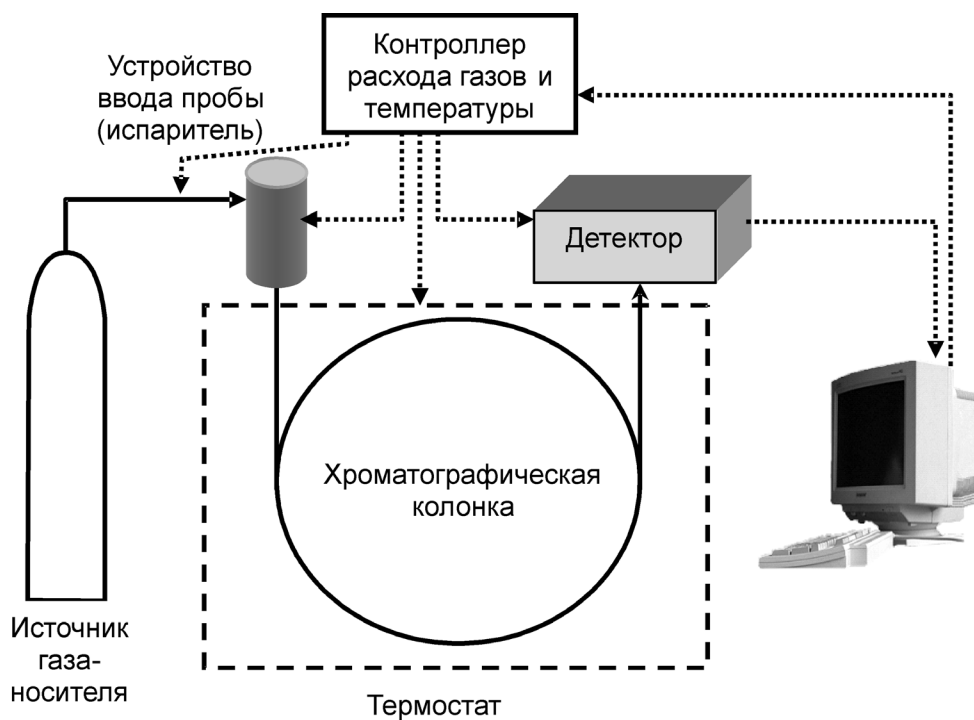 Контроллер
расхода газов и
температуры
Устройство
ввода пробы
(испаритель)
Детектор
Хроматографическая
колонка
Источник
газа-
носителя
Термостат